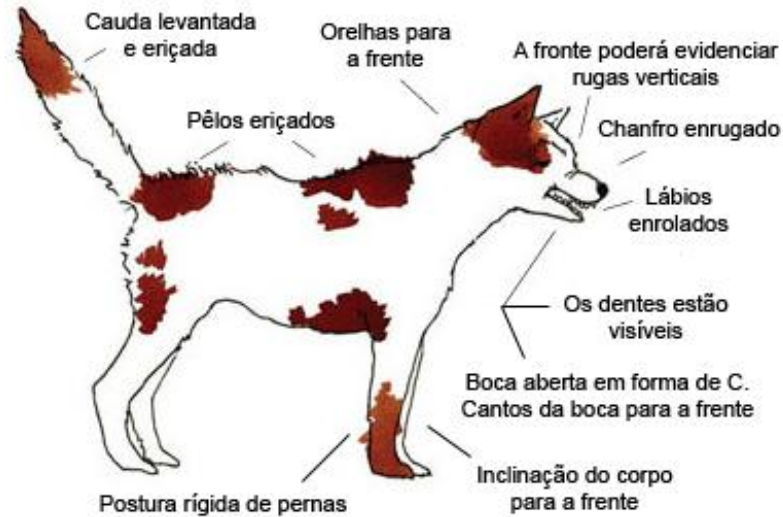 Cauda levantada
e eriçada
Orelhas para
a frente
A fronte poderá evidenciar
rugas verticais
Pêlos eriçados
Chanfro enrugado
Lábios
enrolados
Os dentes estão
visíveis
Boca aberta em forma de C.
Cantos da boca para a frente
Postura rígida de pernas
Inclinação do corpo
para a frente